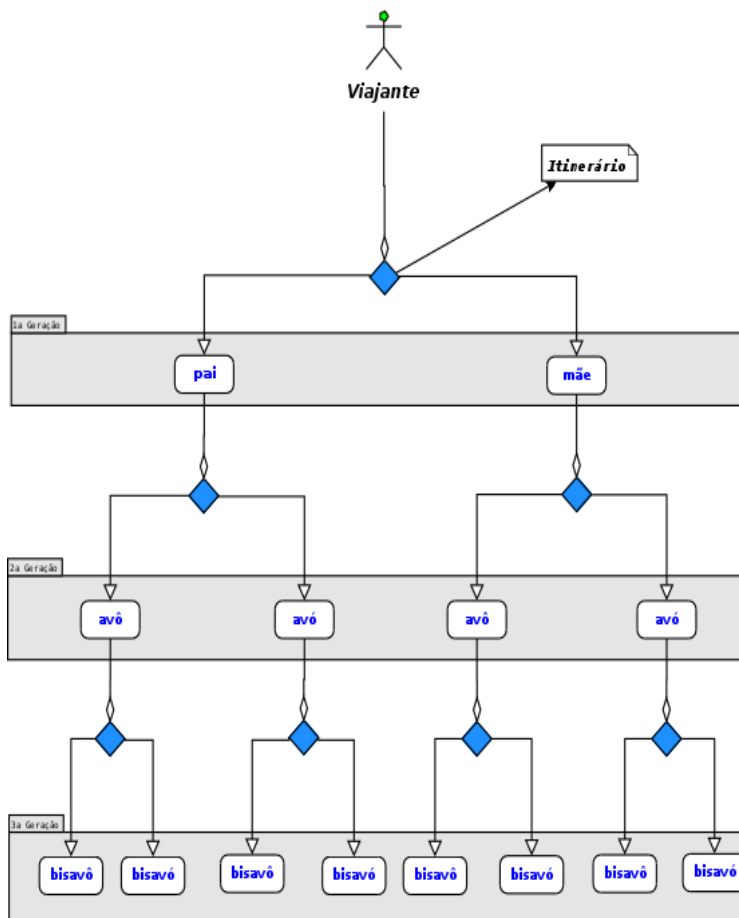 Viajante
Itinerário
1a Geração
pai
mãe
2a Geração
avô
avó
avô
avó
3a Geração
bisavô
bisavó
bisavô
bisavó
bisavô
bisavó
bisavô
bisavó